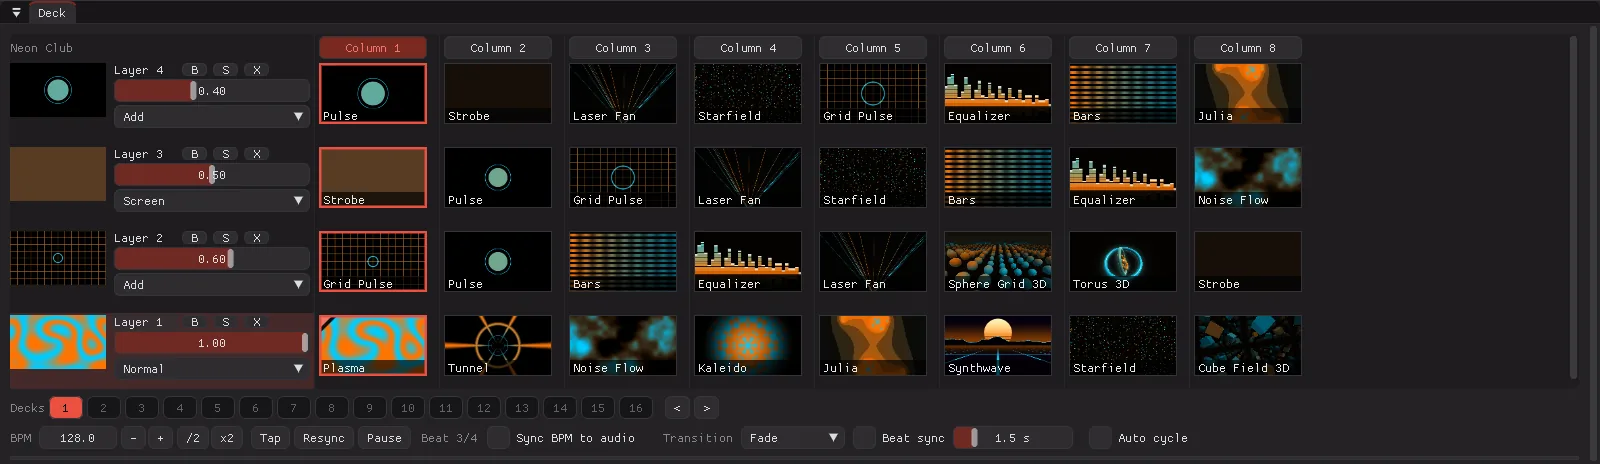 Deck
Neon Club Column 1 Column 2 Column 3 Column 4 Column 5 Column 6 Column 7 Column 8
Layer 4 B S X
0.40
Add
Pulse Strobe Laser Fan Starfield Grid Pulse Equalizer Bars Julia
Layer 3 B S X
0.50
Screen
Strobe Pulse Grid Pulse Laser Fan Starfield Bars Equalizer Noise Flow
Layer 2 B S X
0.60
Add
Grid Pulse Pulse Bars Equalizer Laser Fan Sphere Grid 3D Torus 3D Strobe
Layer 1 B S X
1.00
Normal
Plasma Tunnel Noise Flow Kaleido Julia Synthwave Starfield Cube Field 3D
Decks 1 2 3 4 5 6 7 8 9 10 11 12 13 14 15 16 < >
BPM 128.0 - + /2 x2 Tap Resync Pause Beat 3/4 Sync BPM to audio Transition Fade Beat sync 1.5 s Auto cycle